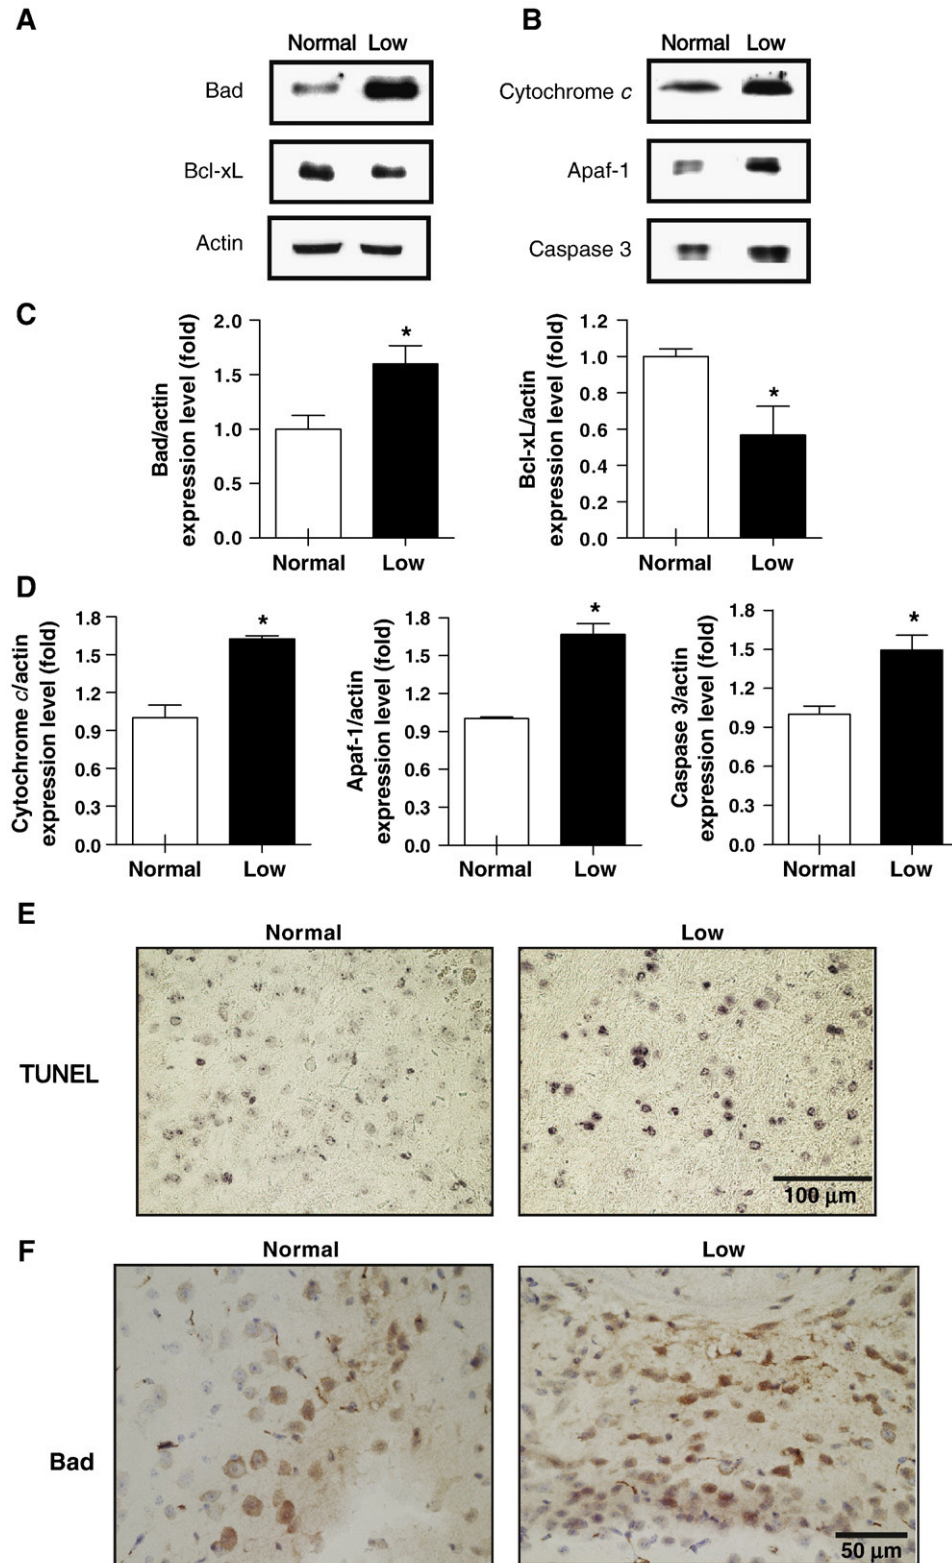 A
Normal Low
Bad
Bcl-xL
Actin
B
Normal Low
Cytochrome c
Apaf-1
Caspase 3
C
Bad/actin
expression level (fold)
2.0
1.5
1.0
0.5
0.0
*
Normal Low
Bcl-xL/actin
expression level (fold)
1.2
1.0
0.8
0.6
0.4
0.2
0.0
*
Normal Low
D
Cytochrome c/actin
expression level (fold)
1.8
1.5
1.2
0.9
0.6
0.3
0.0
*
Normal Low
Apaf-1/actin
expression level (fold)
1.8
1.5
1.2
0.9
0.6
0.3
0.0
*
Normal Low
Caspase 3/actin
expression level (fold)
1.8
1.5
1.2
0.9
0.6
0.3
0.0
*
Normal Low
E
Normal Low
TUNEL
100 µm
F
Normal Low
Bad
50 µm